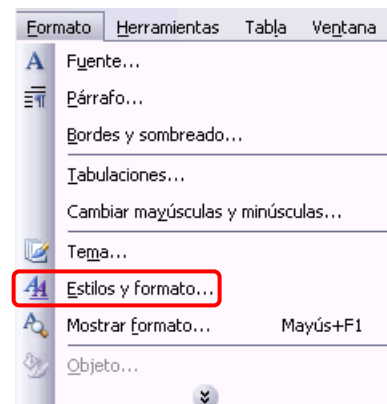 Formato Herramientas Tabla Ventana
Fuente...
Párrafo...
Bordes y sombreado...
Tabulaciones...
Cambiar mayúsculas y minúsculas...
Tema...
Estilos y formato...
Mostrar formato... Mayús+F1
Objeto...